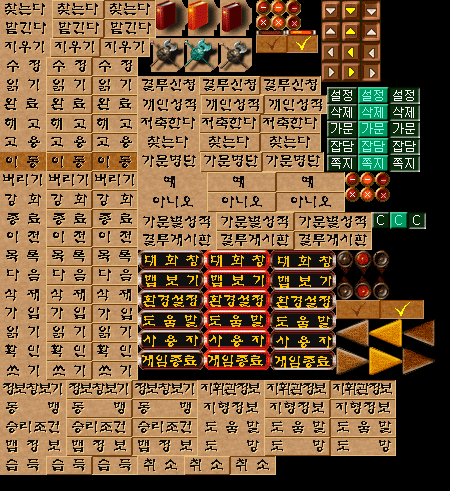 찾는다 찾는다 찾는다
맡긴다 맡긴다 맡긴다
지우기 지우기 지우기
수정 수정 수정
읽기 읽기 읽기 결투신청 결투신청 결투신청 설정 설정 설정
완료 완료 완료 개인성적 개인성적 개인성적 삭제 삭제 삭제
해고 해고 해고 저축한다 저축한다 저축한다 가문 가문 가문
고용 고용 고용 찾는다 찾는다 찾는다 잡담 잡담 잡담
이동 이동 이동 가문명단 가문명단 가문명단 쪽지 쪽지 쪽지
버리기 버리기 버리기 예 예 예
강화 강화 강화 아니오 아니오 아니오
종료 종료 종료 가문별성적 가문별성적 가문별성적 C C C
이전 이전 이전 결투게시판 결투게시판 결투게시판
목록 목록 목록 대화창 대화창 대화창
다음 다음 다음 맵보기 맵보기 맵보기
삭제 삭제 삭제 환경설정 환경설정 환경설정
가입 가입 가입 도움말 도움말 도움말
읽기 읽기 읽기 사용자 사용자 사용자
확인 확인 확인 게임종료 게임종료 게임종료
쓰기 쓰기 쓰기
정보창보기 정보창보기 정보창보기 지휘관정보 지휘관정보 지휘관정보
동맹 동맹 동맹 지형정보 지형정보 지형정보
승리조건 승리조건 승리조건 도움말 도움말 도움말
맵정보 맵정보 맵정보 도망 도망 도망
습득 습득 습득 취소 취소 취소